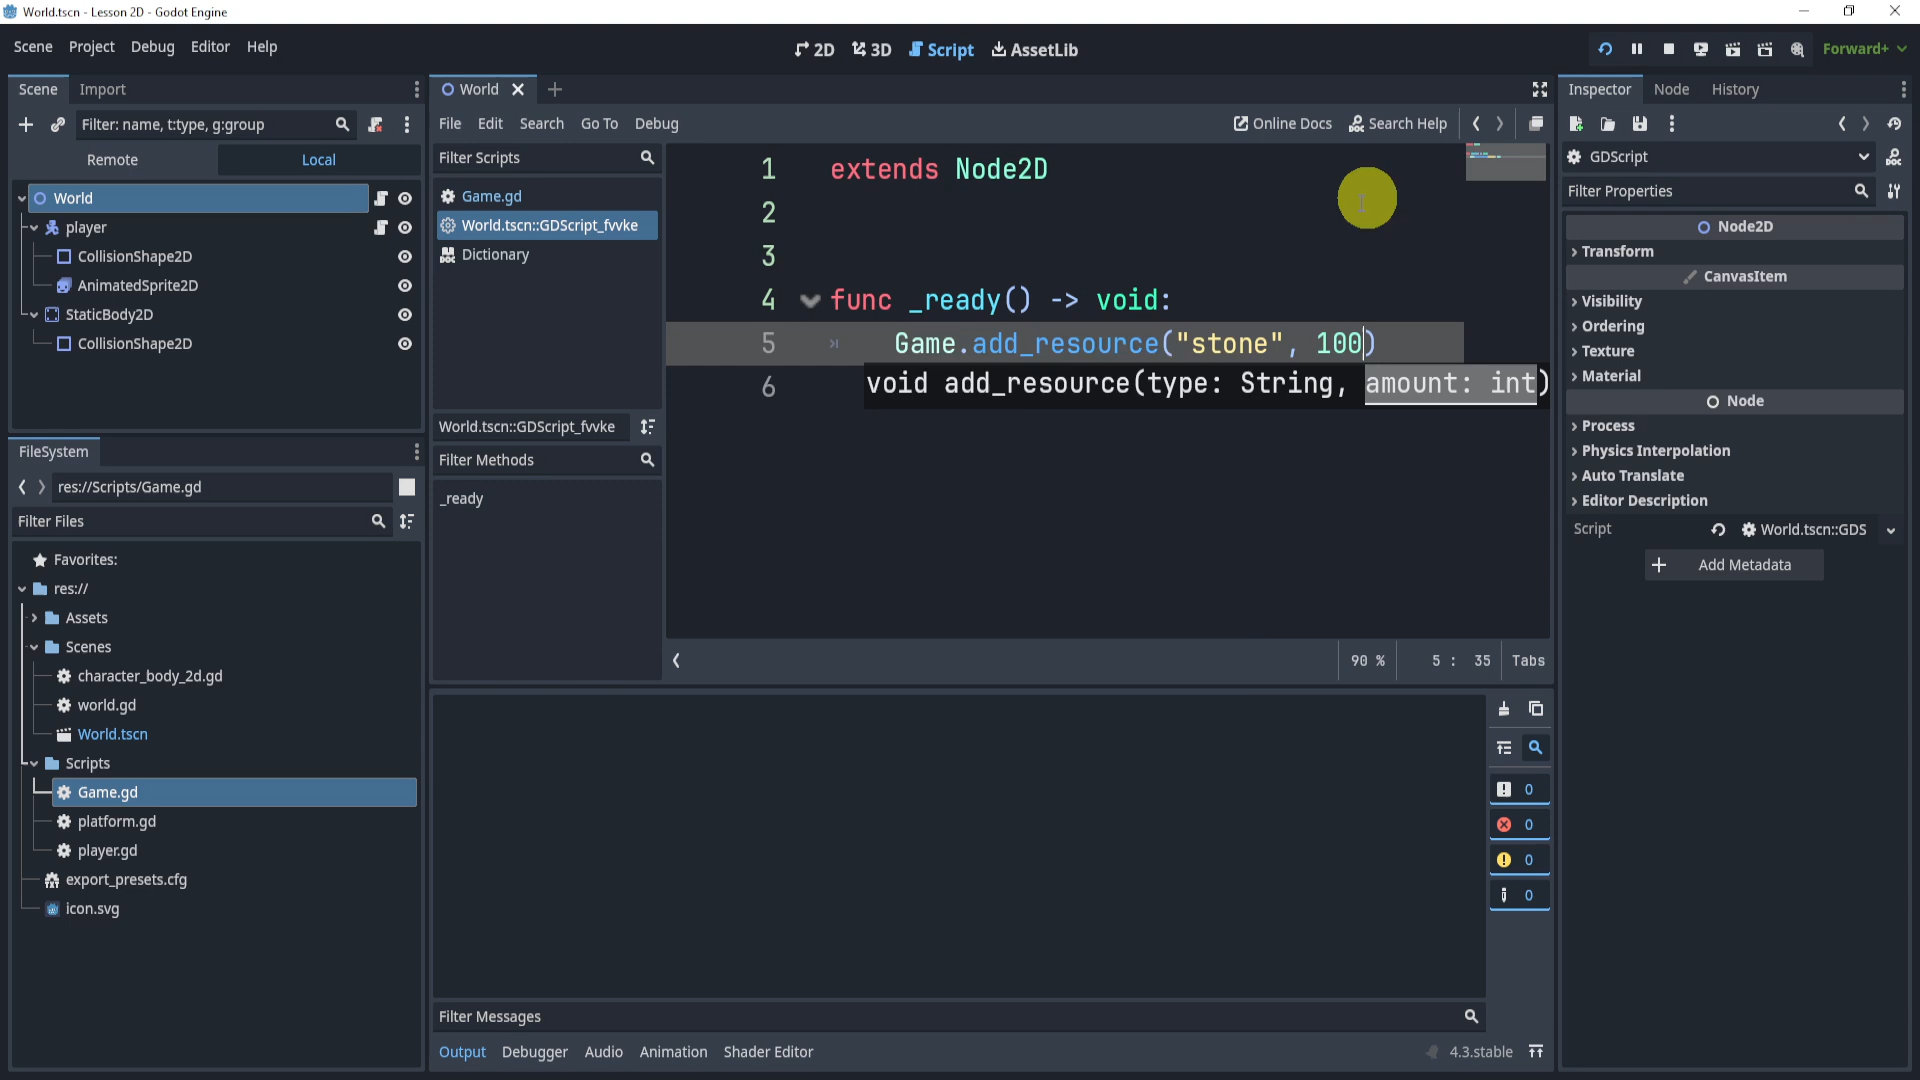 World.tscn - Lesson 2D - Godot Engine
Scene Project Debug Editor Help
2D 3D Script AssetLib
Forward+
Scene Import
Filter: name, t:type, g:group
Remote Local
World
player
CollisionShape2D
AnimatedSprite2D
StaticBody2D
CollisionShape2D
FileSystem
res://Scripts/Game.gd
Filter Files
Favorites:
res://
Assets
Scenes
character_body_2d.gd
world.gd
World.tscn
Scripts
Game.gd
platform.gd
player.gd
export_presets.cfg
icon.svg
World
File Edit Search Go To Debug
Online Docs Search Help
Filter Scripts
Game.gd
World.tscn::GDScript_fvvke
Dictionary
World.tscn::GDScript_fvvke
Filter Methods
_ready
1 extends Node2D
2
3
4 func _ready() -> void:
5 Game.add_resource("stone", 100)
6 void add_resource(type: String, amount: int)
90 % 5 : 35 Tabs
0
0
0
0
Filter Messages
Output Debugger Audio Animation Shader Editor
4.3.stable
Inspector Node History
GDScript
Filter Properties
Node2D
Transform
CanvasItem
Visibility
Ordering
Texture
Material
Node
Process
Physics Interpolation
Auto Translate
Editor Description
Script World.tscn::GDS
Add Metadata